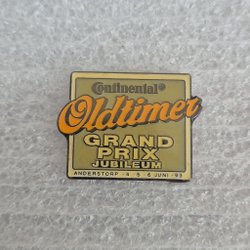 Continental®
Oldtimer
GRAND
PRIX
JUBILEUM
ANDERSTORP · 4 5 6 JUNI · 93